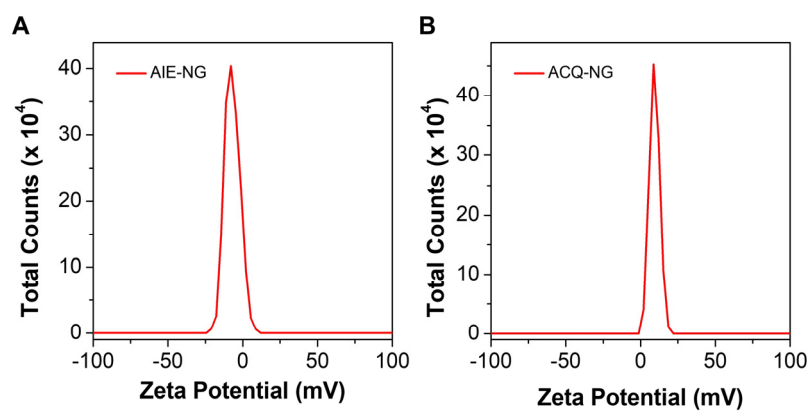 A
AIE-NG
Total Counts (x 10⁴)
40
30
20
10
0
-100 -50 0 50 100
Zeta Potential (mV)
B
ACQ-NG
Total Counts (x 10⁴)
40
30
20
10
0
-100 -50 0 50 100
Zeta Potential (mV)